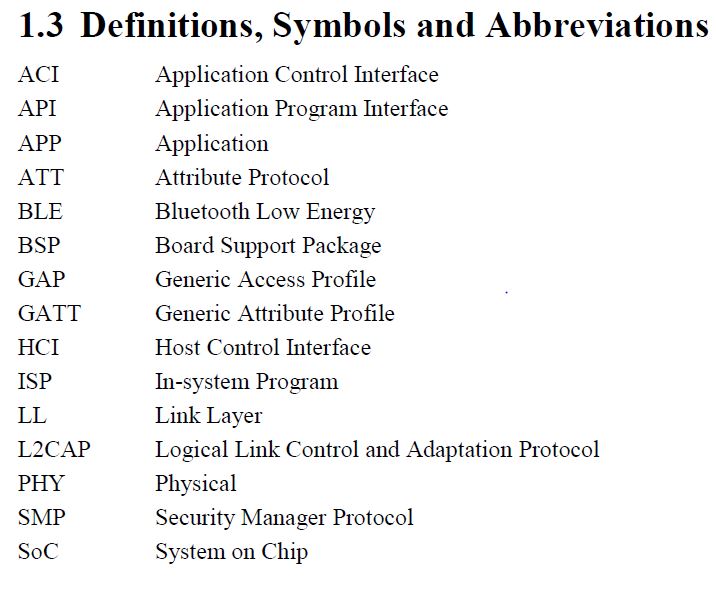 1.3 Definitions, Symbols and Abbreviations
ACI Application Control Interface
API Application Program Interface
APP Application
ATT Attribute Protocol
BLE Bluetooth Low Energy
BSP Board Support Package
GAP Generic Access Profile
GATT Generic Attribute Profile
HCI Host Control Interface
ISP In-system Program
LL Link Layer
L2CAP Logical Link Control and Adaptation Protocol
PHY Physical
SMP Security Manager Protocol
SoC System on Chip